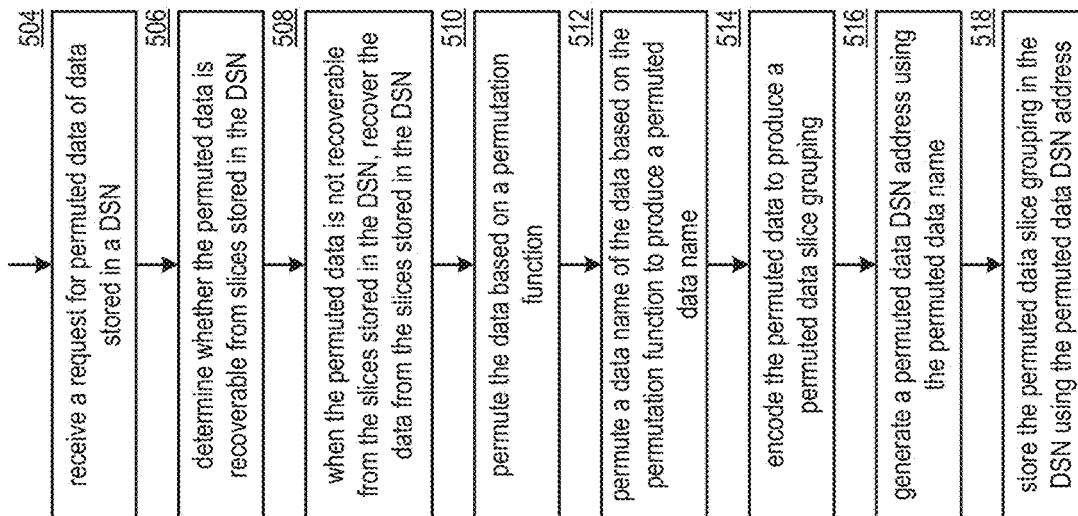 504
receive a request for permuted data of data
stored in a DSN
506
determine whether the permuted data is
recoverable from slices stored in the DSN
508
when the permuted data is not recoverable
from the slices stored in the DSN, recover the
data from the slices stored in the DSN
510
permute the data based on a permutation
function
512
permute a data name of the data based on the
permutation function to produce a permuted
data name
514
encode the permuted data to produce a
permuted data slice grouping
516
generate a permuted data DSN address using
the permuted data name
518
store the permuted data slice grouping in the
DSN using the permuted data DSN address